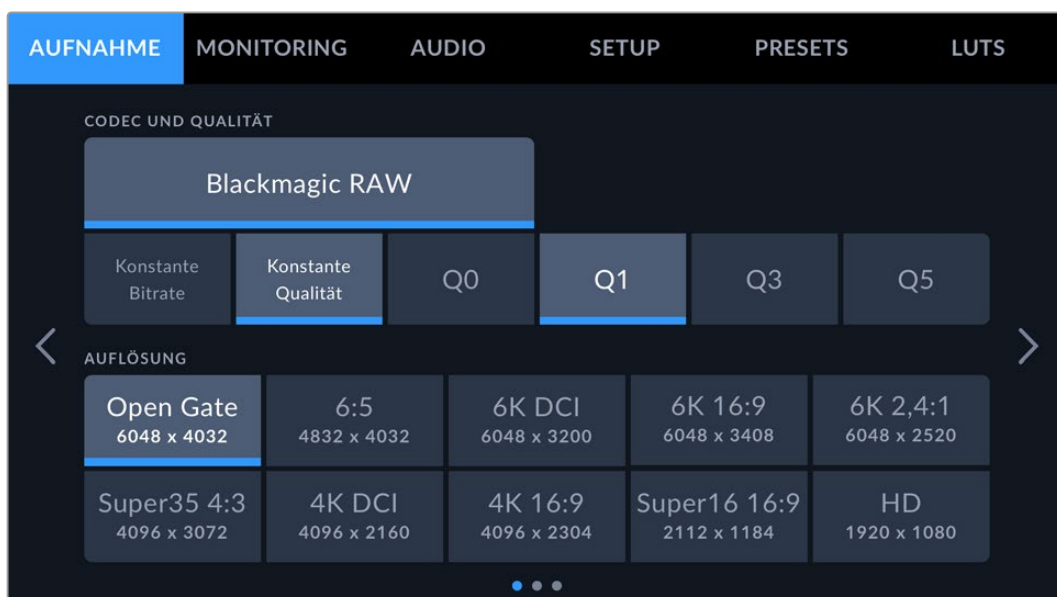 AUFNAHME MONITORING AUDIO SETUP PRESETS LUTS
CODEC UND QUALITÄT
Blackmagic RAW
Konstante Bitrate Konstante Qualität Q0 Q1 Q3 Q5
AUFLÖSUNG
Open Gate 6:5 6K DCI 6K 16:9 6K 2,4:1
6048 x 4032 4832 x 4032 6048 x 3200 6048 x 3408 6048 x 2520
Super35 4:3 4K DCI 4K 16:9 Super16 16:9 HD
4096 x 3072 4096 x 2160 4096 x 2304 2112 x 1184 1920 x 1080